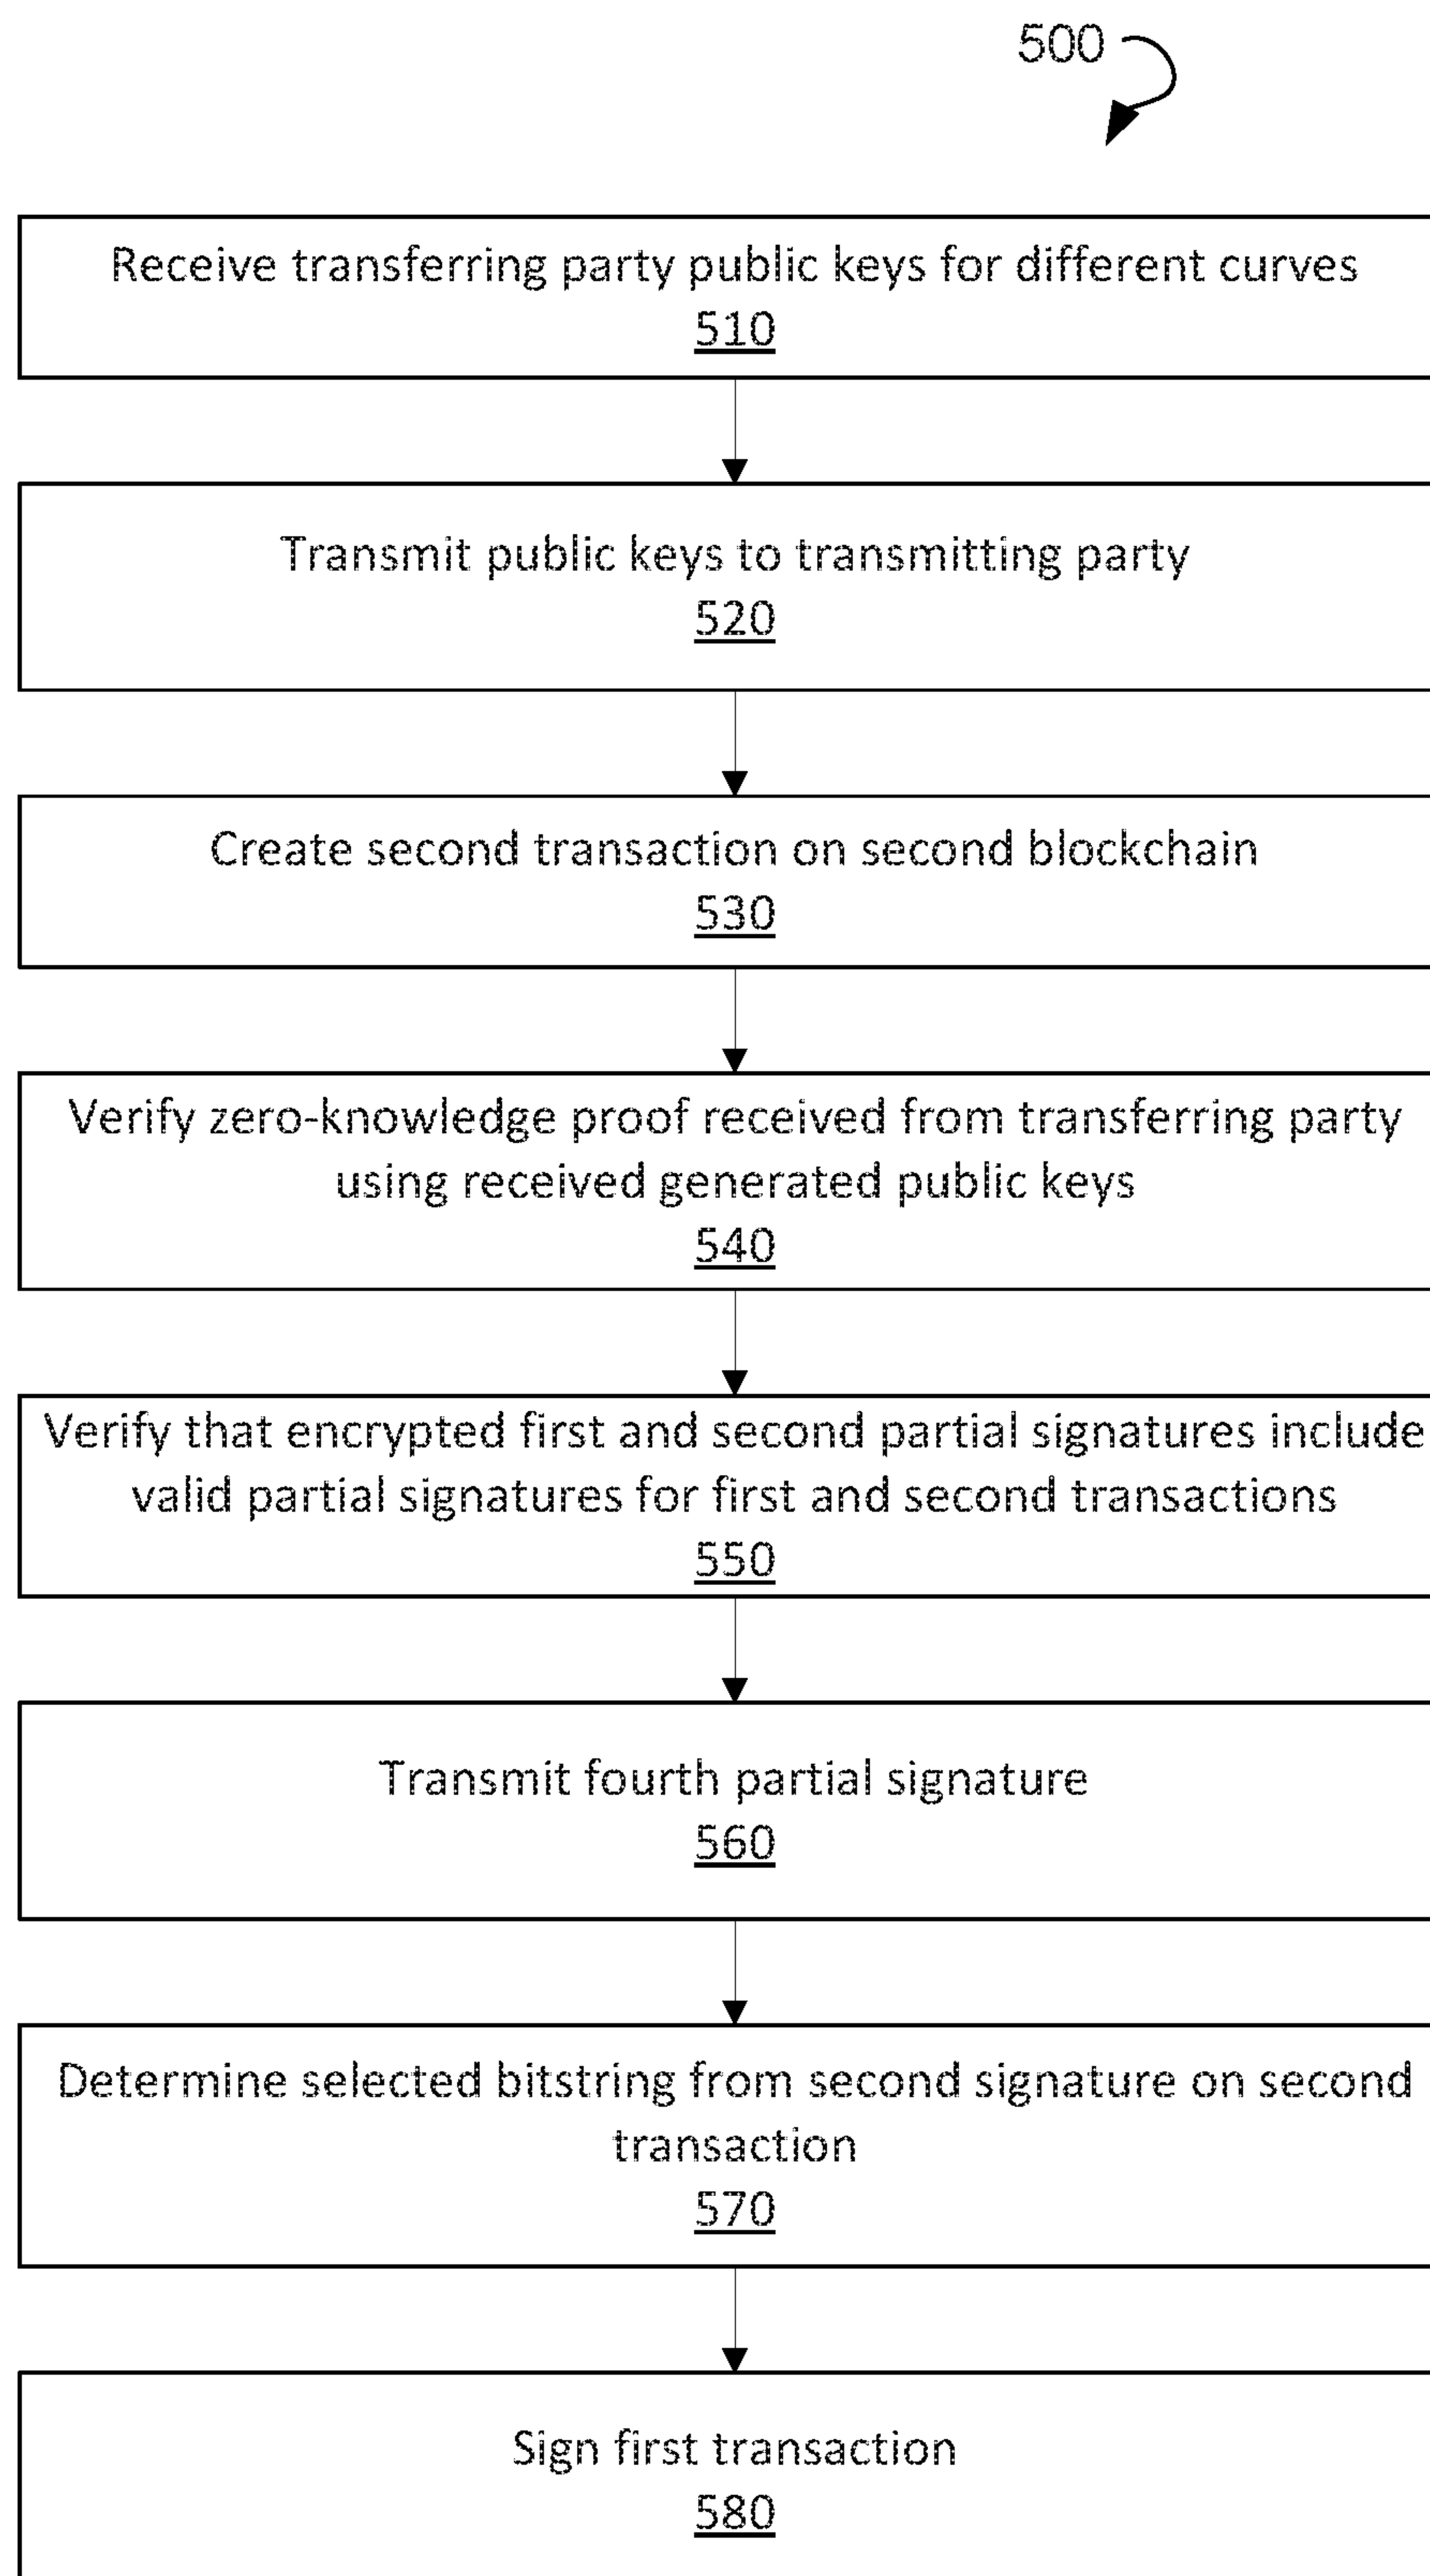 500
Receive transferring party public keys for different curves
510
Transmit public keys to transmitting party
520
Create second transaction on second blockchain
530
Verify zero-knowledge proof received from transferring party
using received generated public keys
540
Verify that encrypted first and second partial signatures include
valid partial signatures for first and second transactions
550
Transmit fourth partial signature
560
Determine selected bitstring from second signature on second
transaction
570
Sign first transaction
580